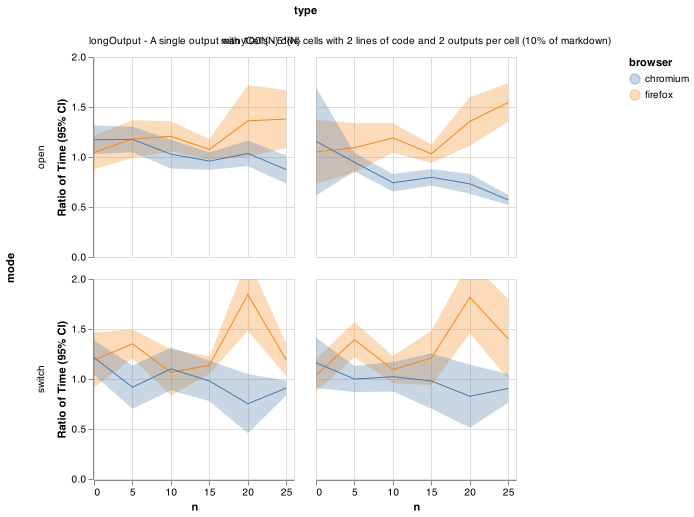 type
longOutput - A single output with 100^N
cells with 2 lines of code and 2 outputs per cell (10% of markdown)
browser
chromium
firefox
mode
open
Ratio of Time (95% CI)
2.0
1.5
1.0
0.5
0.0
switch
Ratio of Time (95% CI)
2.0
1.5
1.0
0.5
0.0
0 5 10 15 20 25
0 5 10 15 20 25
n
n